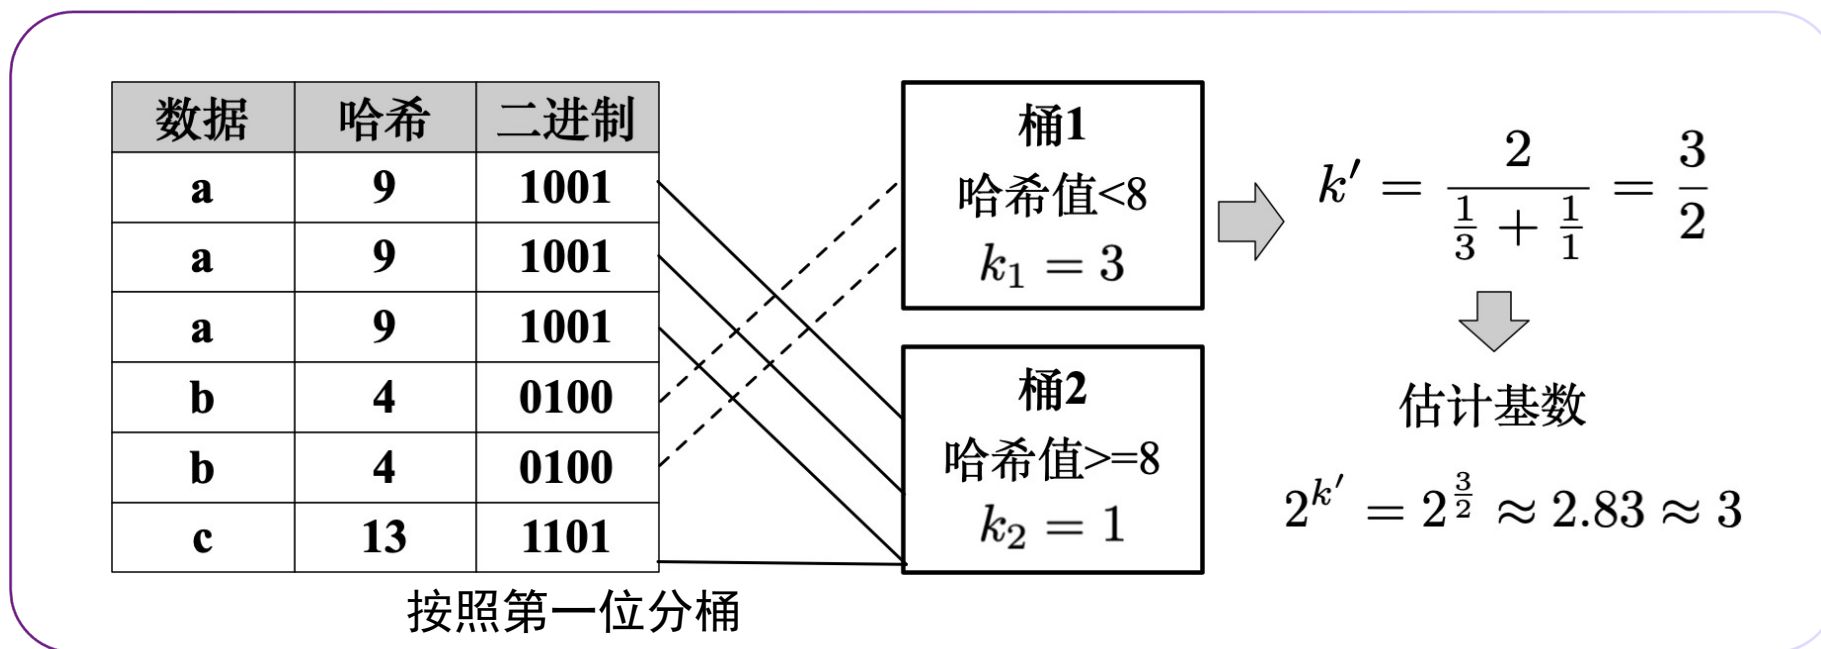 数据 哈希 二进制
a 9 1001
a 9 1001
a 9 1001
b 4 0100
b 4 0100
c 13 1101
按照第一位分桶
桶1
哈希值<8
k₁ = 3
桶2
哈希值>=8
k₂ = 1
k′ = 2 / (1/3 + 1/1) = 3/2
估计基数
2^{k′} = 2^{3/2} ≈ 2.83 ≈ 3